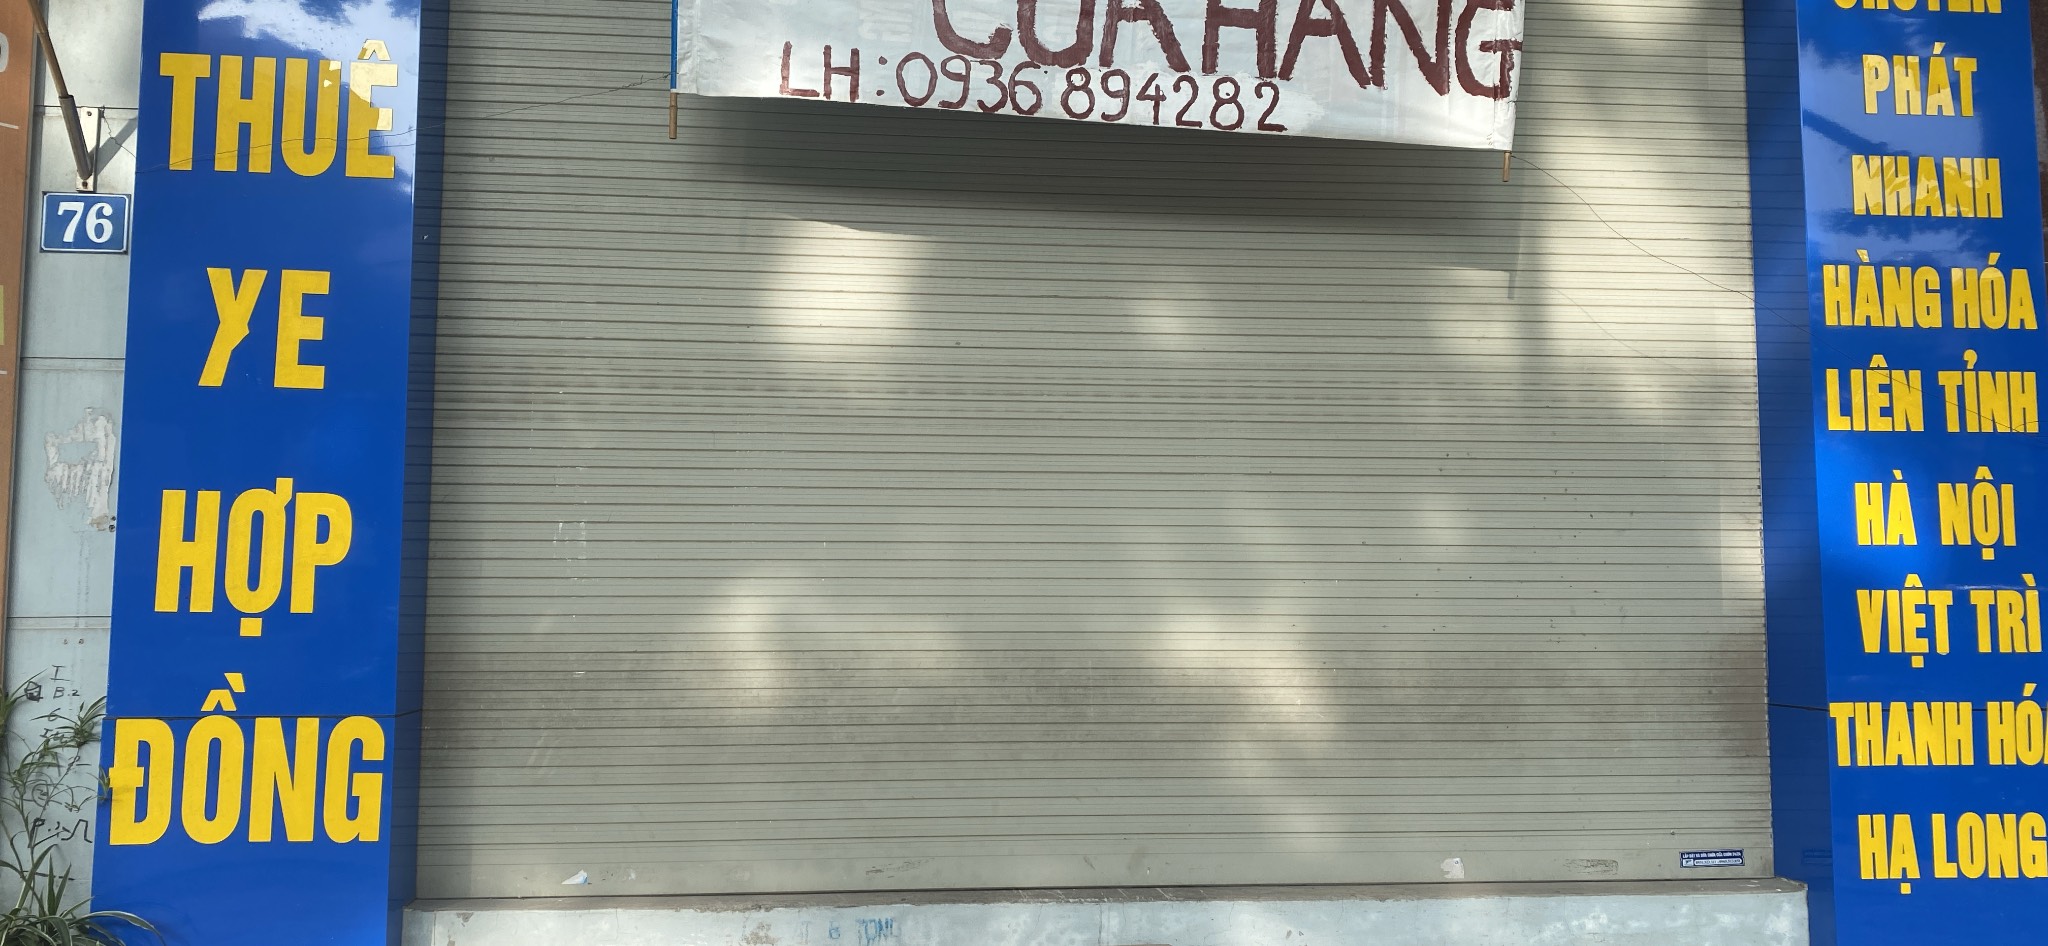 76
THUÊ
XE
HỢP
ĐỒNG
CỬA HÀNG
LH: 0936 894282
CHUYỂN
PHÁT
NHANH
HÀNG HÓA
LIÊN TỈNH
HÀ NỘI
VIỆT TRÌ
THANH HÓA
HẠ LONG